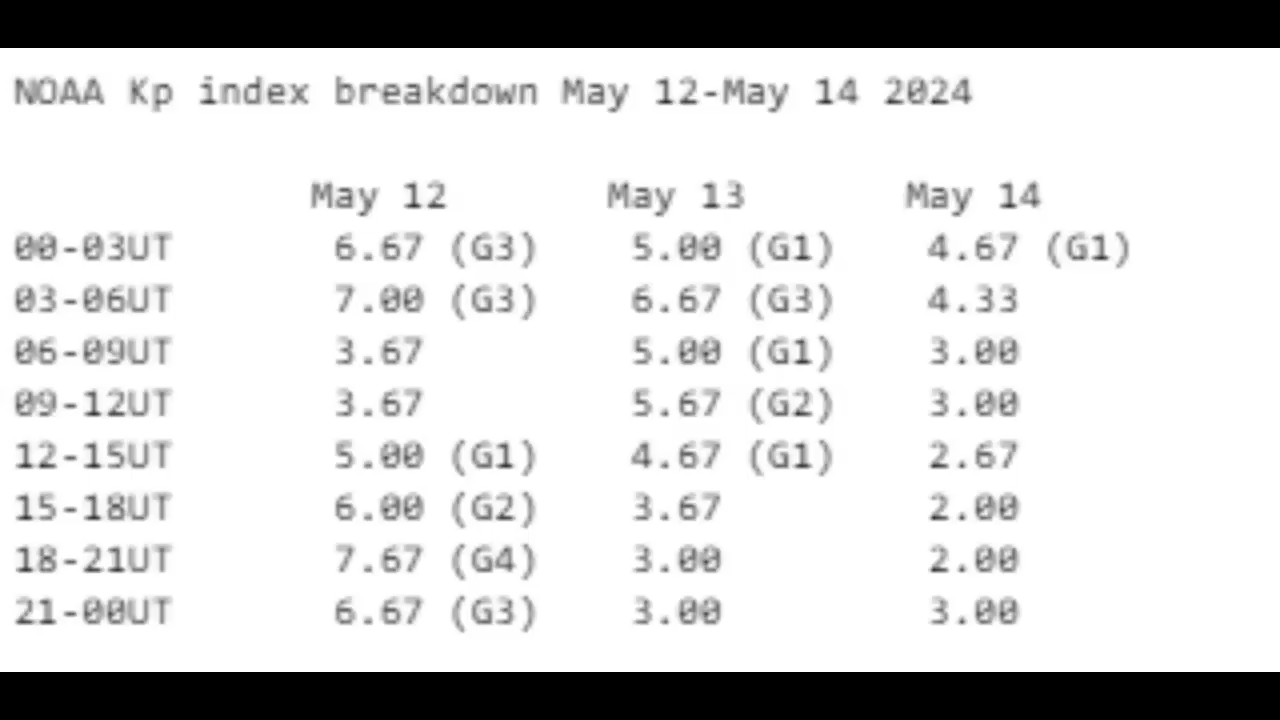 NOAA Kp index breakdown May 12-May 14 2024
May 12 May 13 May 14
00-03UT 6.67 (G3) 5.00 (G1) 4.67 (G1)
03-06UT 7.00 (G3) 6.67 (G3) 4.33
06-09UT 3.67 5.00 (G1) 3.00
09-12UT 3.67 5.67 (G2) 3.00
12-15UT 5.00 (G1) 4.67 (G1) 2.67
15-18UT 6.00 (G2) 3.67 2.00
18-21UT 7.67 (G4) 3.00 2.00
21-00UT 6.67 (G3) 3.00 3.00